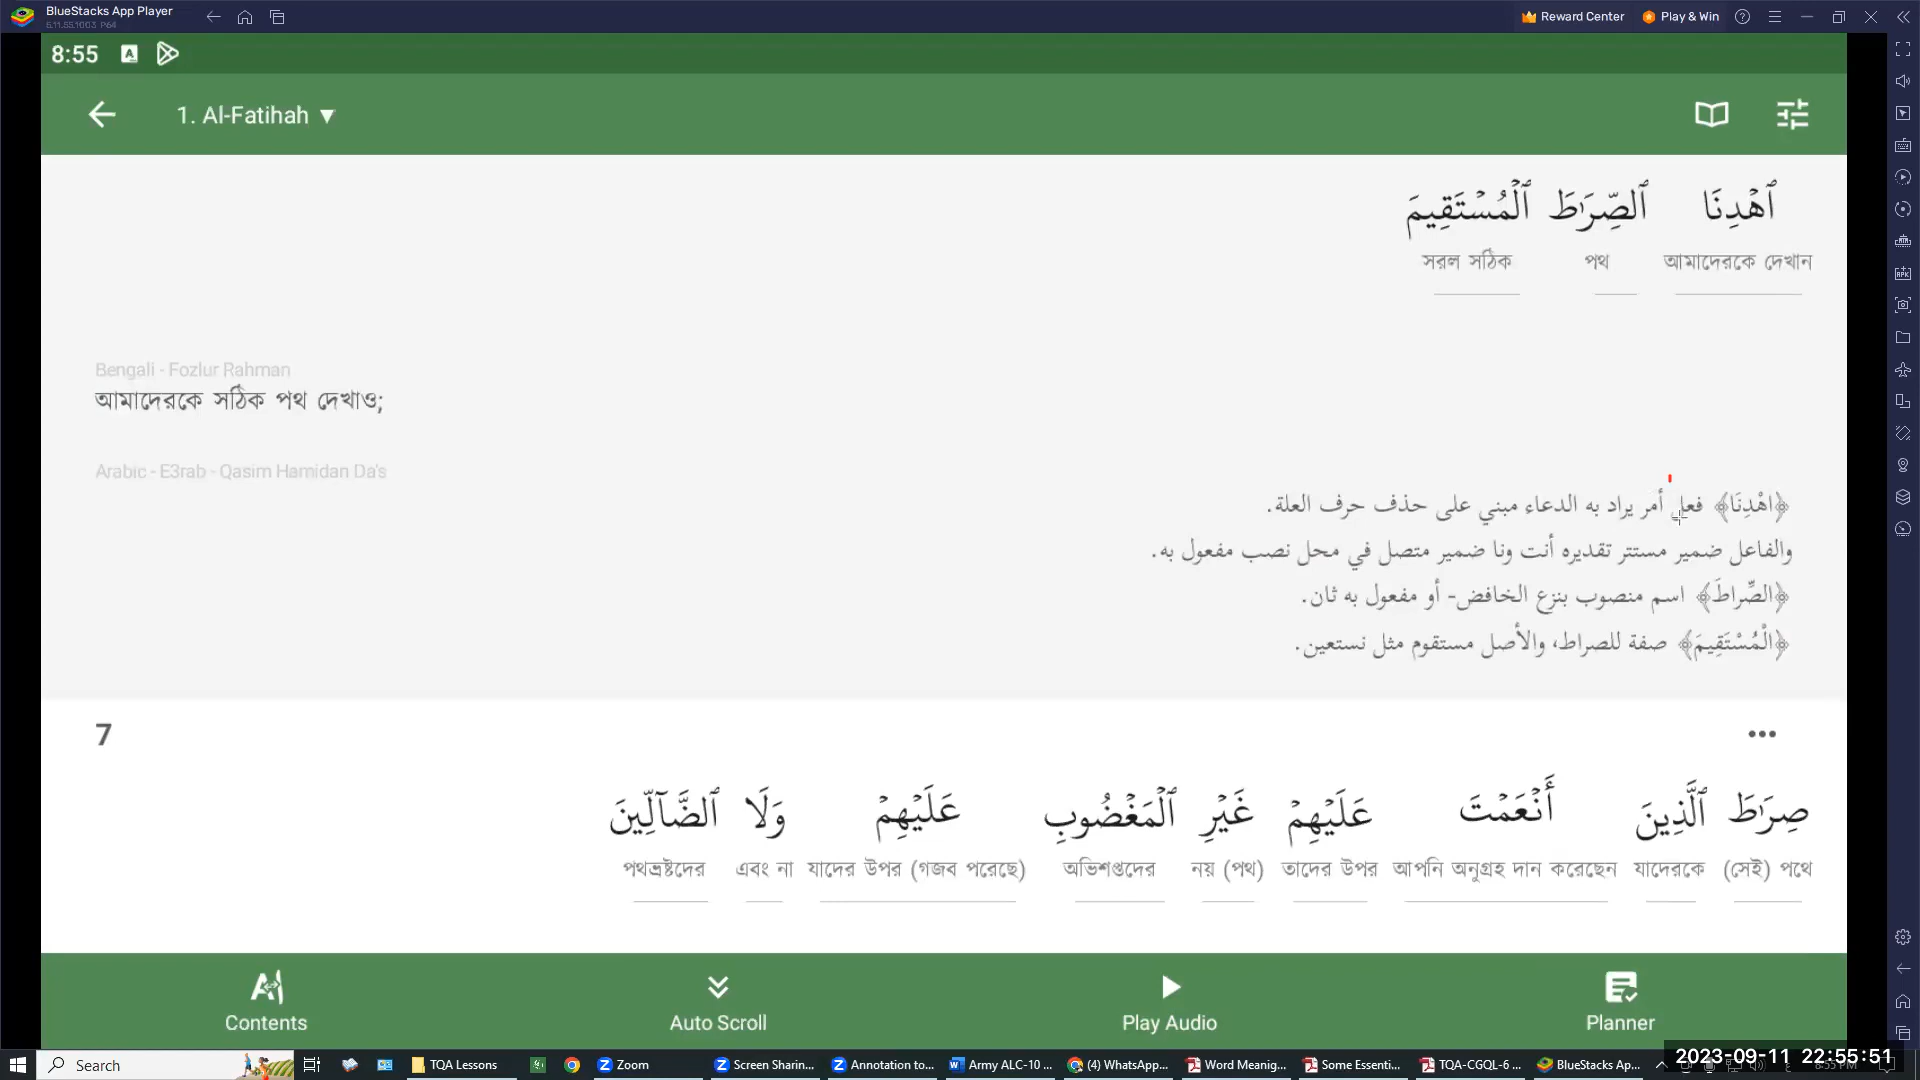 BlueStacks App Player
5.11.55.1003 P64
Reward Center
Play & Win
8:55
1. Al-Fatihah ▼
ٱهْدِنَا ٱلصِّرَٰطَ ٱلْمُسْتَقِيمَ
আমাদেরকে দেখান পথ সরল সঠিক
Bengali - Fozlur Rahman
আমাদেরকে সঠিক পথ দেখাও;
Arabic - E3rab - Qasim Hamidan Da's
﴿اهْدِنَا﴾ فعل أمر يراد به الدعاء مبني على حذف حرف العلة.
والفاعل ضمير مستتر تقديره أنت ونا ضمير متصل في محل نصب مفعول به.
﴿الصِّراطَ﴾ اسم منصوب بنزع الخافض- أو مفعول به ثان.
﴿الْمُسْتَقِيمَ﴾ صفة للصراط، والأصل مستقوم مثل نستعين.
7
صِرَٰطَ ٱلَّذِينَ أَنْعَمْتَ عَلَيْهِمْ غَيْرِ ٱلْمَغْضُوبِ عَلَيْهِمْ وَلَا ٱلضَّآلِّينَ
(সেই) পথে যাদেরকে আপনি অনুগ্রহ দান করেছেন তাদের উপর নয় (পথ) অভিশপ্তদের যাদের উপর (গজব পরেছে) এবং না পথভ্রষ্টদের
Contents
Auto Scroll
Play Audio
Planner
Search
TQA Lessons
Zoom
Screen Sharin...
Annotation to...
Army ALC-10 ...
(4) WhatsApp...
Word Meanig...
Some Essenti...
TQA-CGQL-6 ...
BlueStacks Ap...
2023-09-11 22:55:51